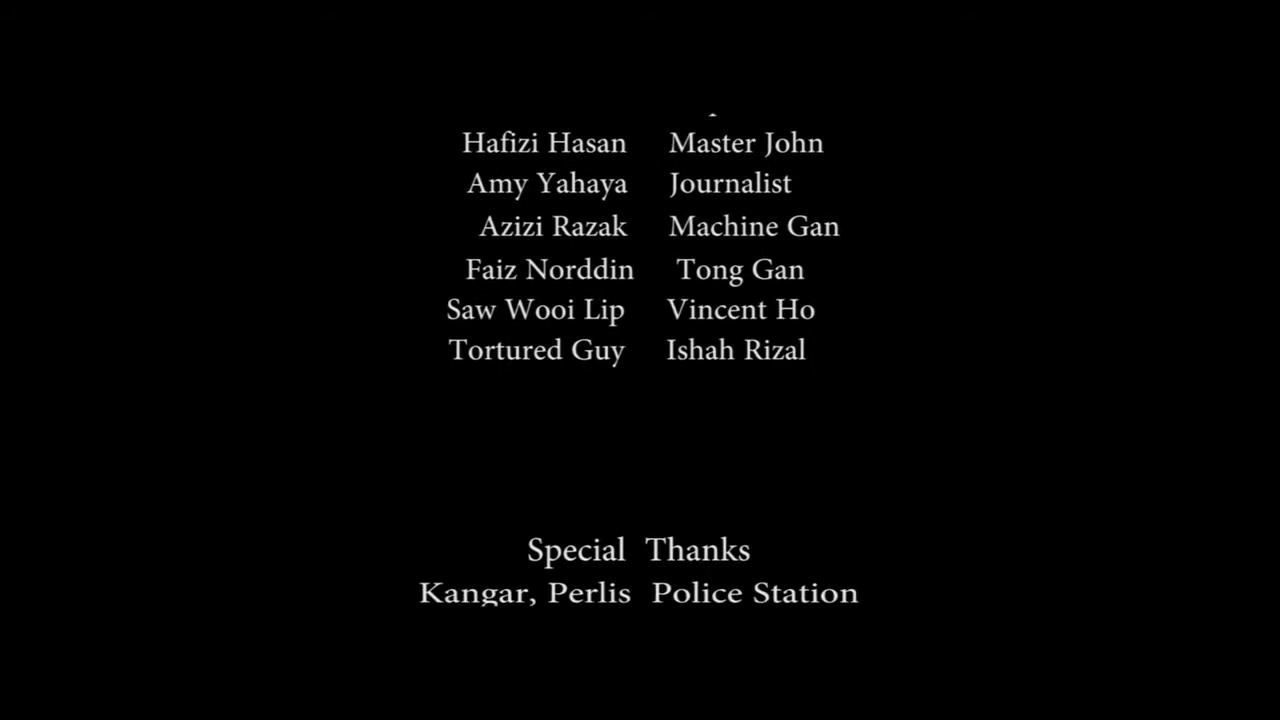 Hafizi Hasan Master John
Amy Yahaya Journalist
Azizi Razak Machine Gan
Faiz Norddin Tong Gan
Saw Wooi Lip Vincent Ho
Tortured Guy Ishah Rizal
Special Thanks
Kangar, Perlis Police Station